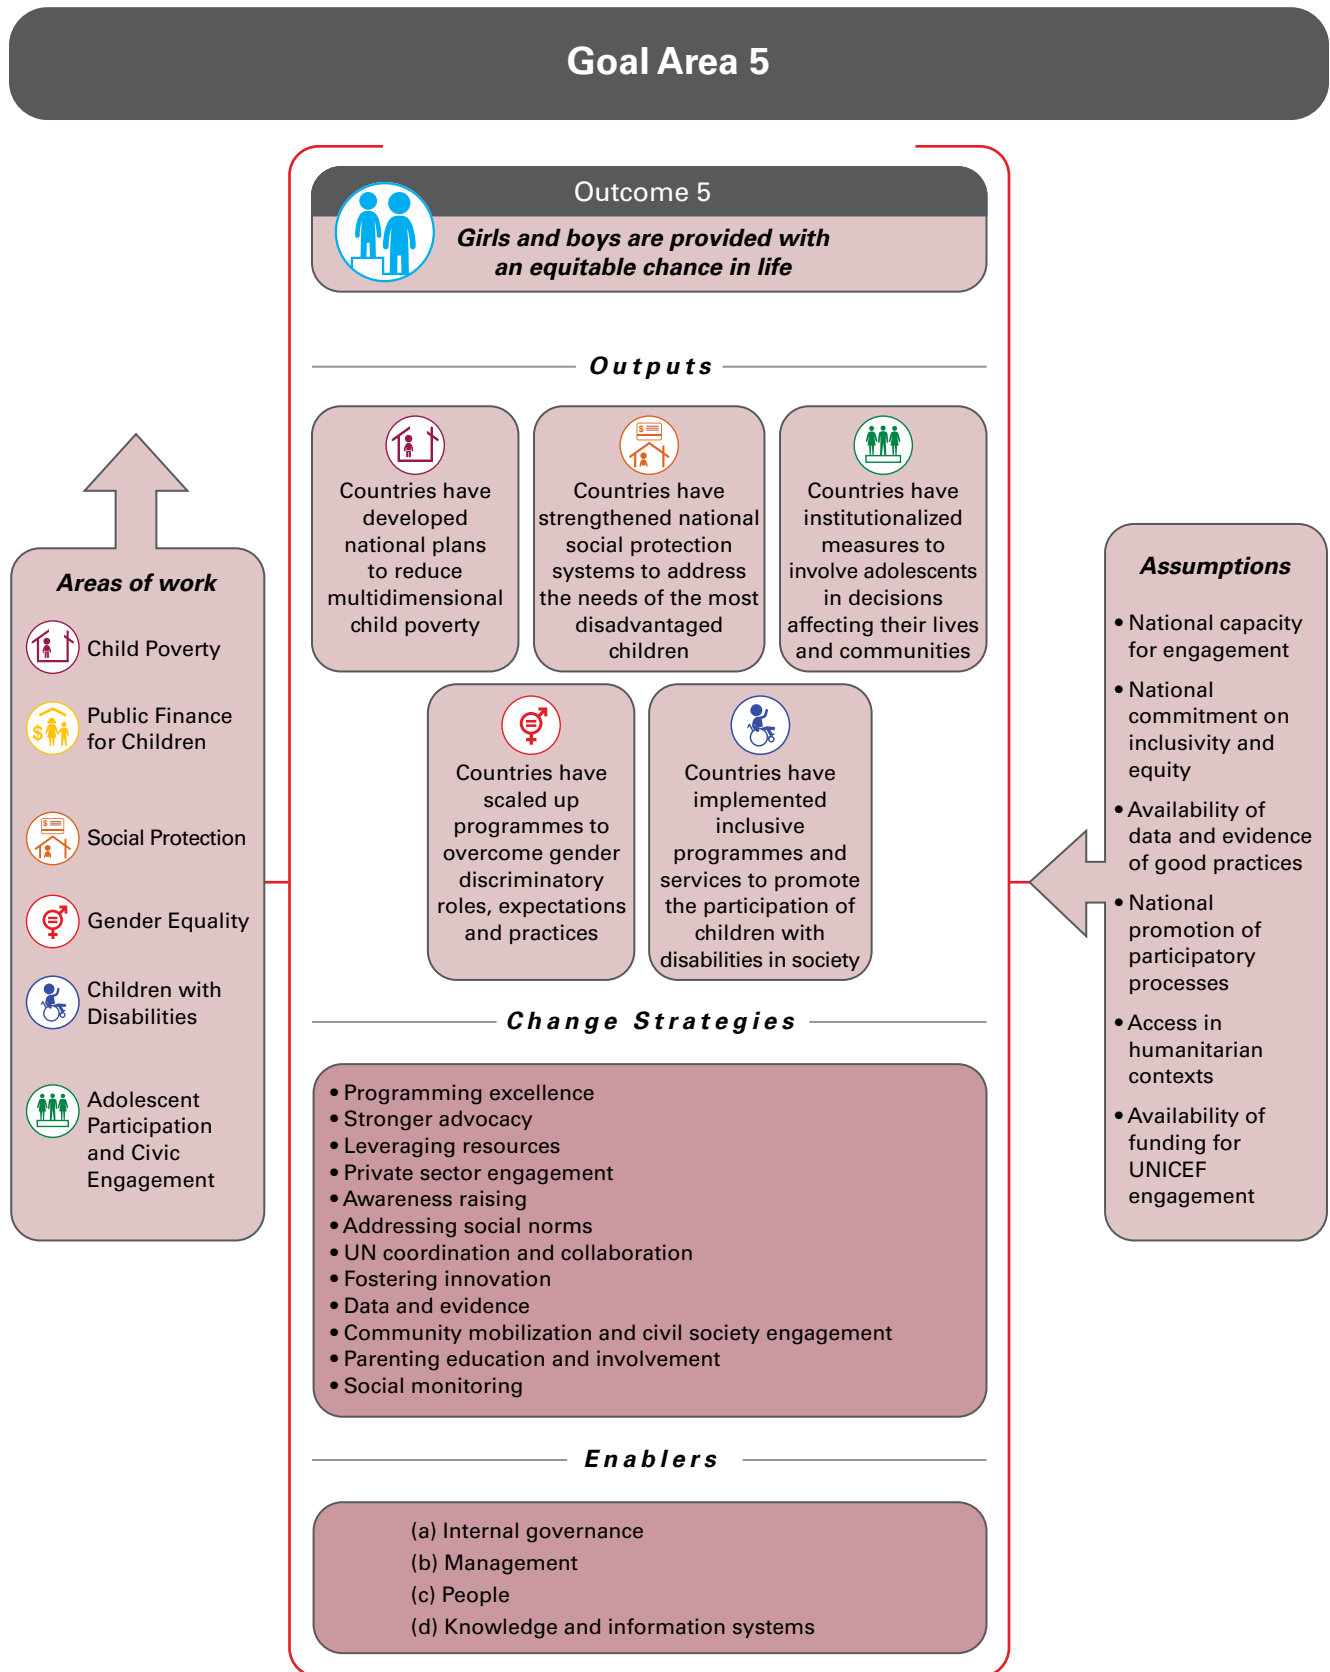 Goal Area 5
Outcome 5
Girls and boys are provided with
an equitable chance in life
Outputs
Countries have
developed
national plans
to reduce
multidimensional
child poverty
$
Countries have
strengthened national
social protection
systems to address
the needs of the most
disadvantaged
children
Countries have
institutionalized
measures to
involve adolescents
in decisions
affecting their lives
and communities
Countries have
scaled up
programmes to
overcome gender
discriminatory
roles, expectations
and practices
Countries have
implemented
inclusive
programmes and
services to promote
the participation of
children with
disabilities in society
Areas of work
Child Poverty
$
Public Finance
for Children
$
Social Protection
Gender Equality
Children with
Disabilities
Adolescent
Participation
and Civic
Engagement
Assumptions
• National capacity
for engagement
• National
commitment on
inclusivity and
equity
• Availability of
data and evidence
of good practices
• National
promotion of
participatory
processes
• Access in
humanitarian
contexts
• Availability of
funding for
UNICEF
engagement
Change Strategies
• Programming excellence
• Stronger advocacy
• Leveraging resources
• Private sector engagement
• Awareness raising
• Addressing social norms
• UN coordination and collaboration
• Fostering innovation
• Data and evidence
• Community mobilization and civil society engagement
• Parenting education and involvement
• Social monitoring
Enablers
(a) Internal governance
(b) Management
(c) People
(d) Knowledge and information systems